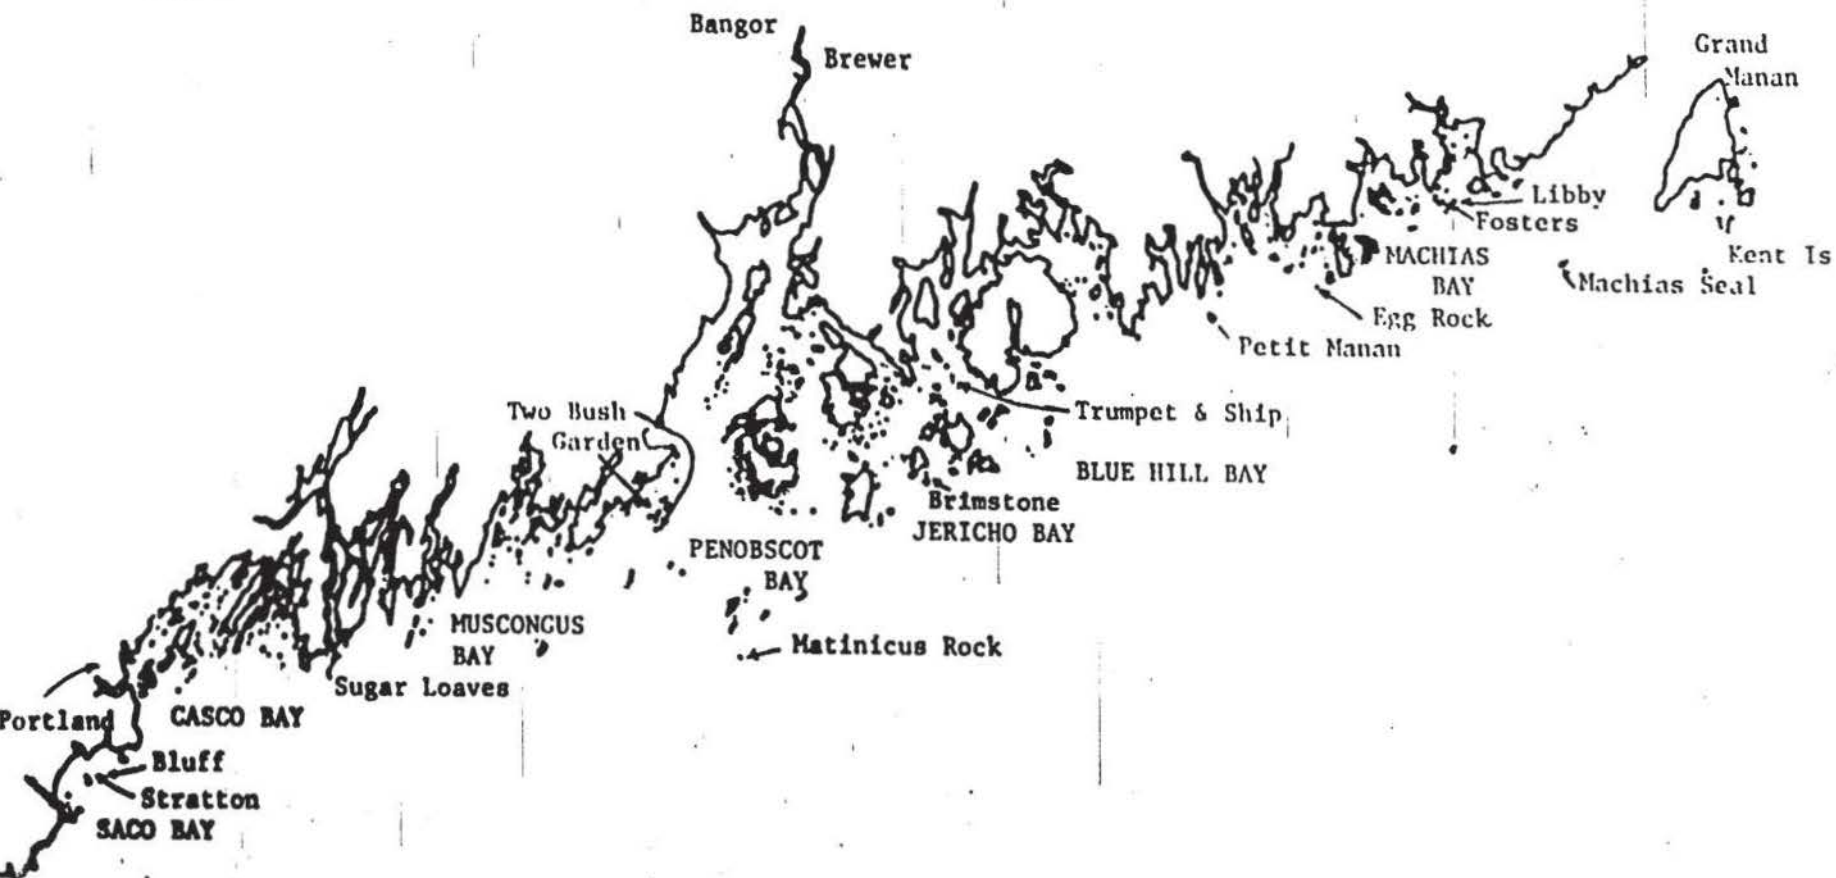 Bangor
Brewer
Grand
Manan
Libby
Fosters
Kent Is
MACHIAS
BAY
Machias Seal
Egg Rock
Petit Manan
Two Bush
Garden
Trumpet & Ship
BLUE HILL BAY
Brimstone
JERICHO BAY
PENOBSCOT
BAY
MUSCONGUS
BAY
Matinicus Rock
Sugar Loaves
Portland
CASCO BAY
Bluff
Stratton
SACO BAY